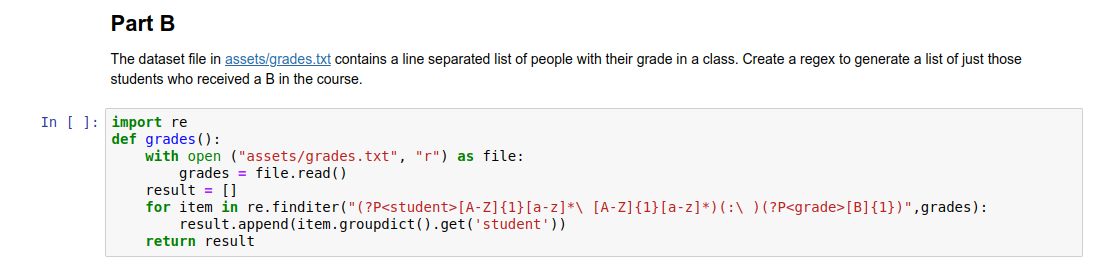 Part B
The dataset file in assets/grades.txt contains a line separated list of people with their grade in a class. Create a regex to generate a list of just those
students who received a B in the course.
In [ ]: import re
def grades():
    with open ("assets/grades.txt", "r") as file:
        grades = file.read()
    result = []
    for item in re.finditer("(?P<student>[A-Z]{1}[a-z]*\ [A-Z]{1}[a-z]*)(:\ )(?P<grade>[B]{1})",grades):
        result.append(item.groupdict().get('student'))
    return result